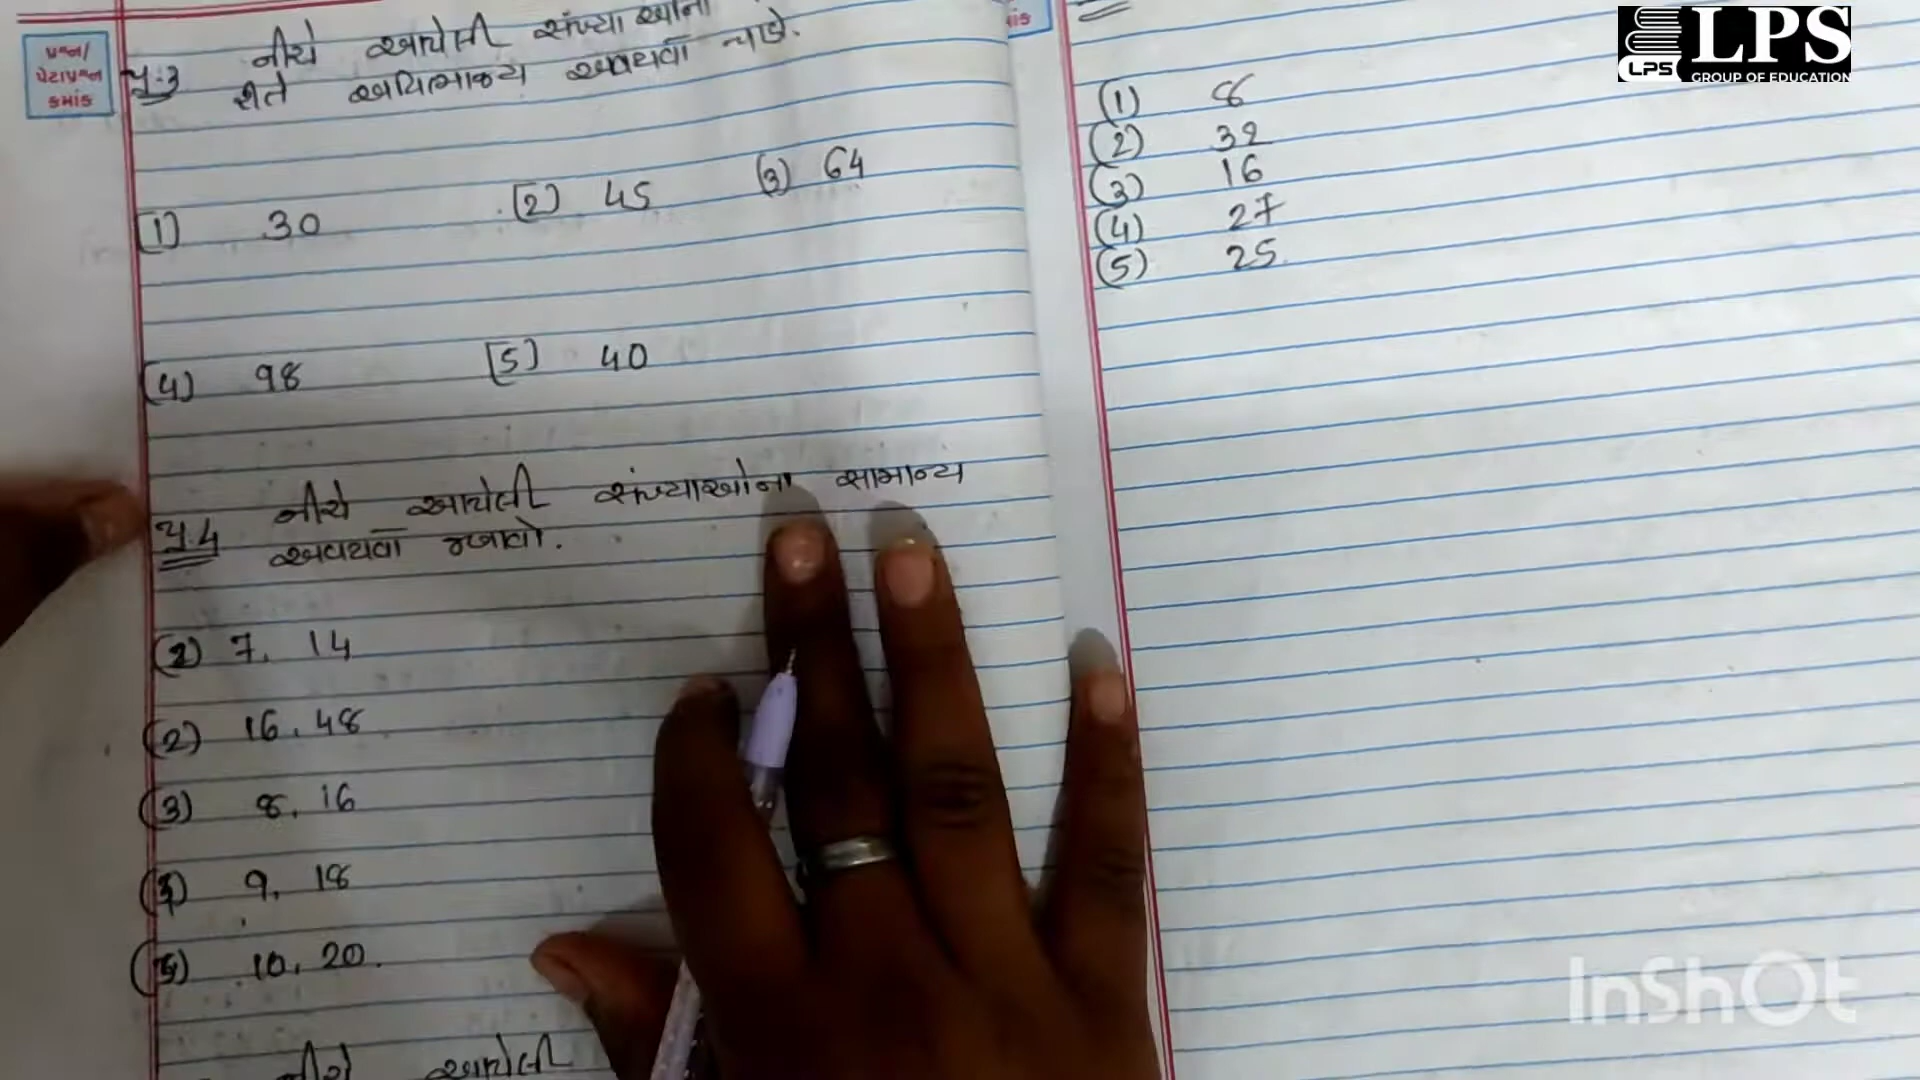 પ્રશ્ન/
પેટાપ્રશ્ન
ક્રમાંક
પ્ર.3 નીચે આપેલી સંખ્યાઓના
રીતે અવિભાજ્ય અવયવો પાડો.
(1) 30 (2) 45 (3) 64
(4) 98 (5) 40
પ્ર.4 નીચે આપેલી સંખ્યાઓના સામાન્ય
અવયવો જણાવો.
(1) 7, 14
(2) 16, 48
(3) 8, 16
(4) 9, 18
(5) 10, 20.
નીચે આપેલી
(1) 8
(2) 32
(3) 16
(4) 27
(5) 25
LPS
LPS
GROUP OF EDUCATION
InShOt